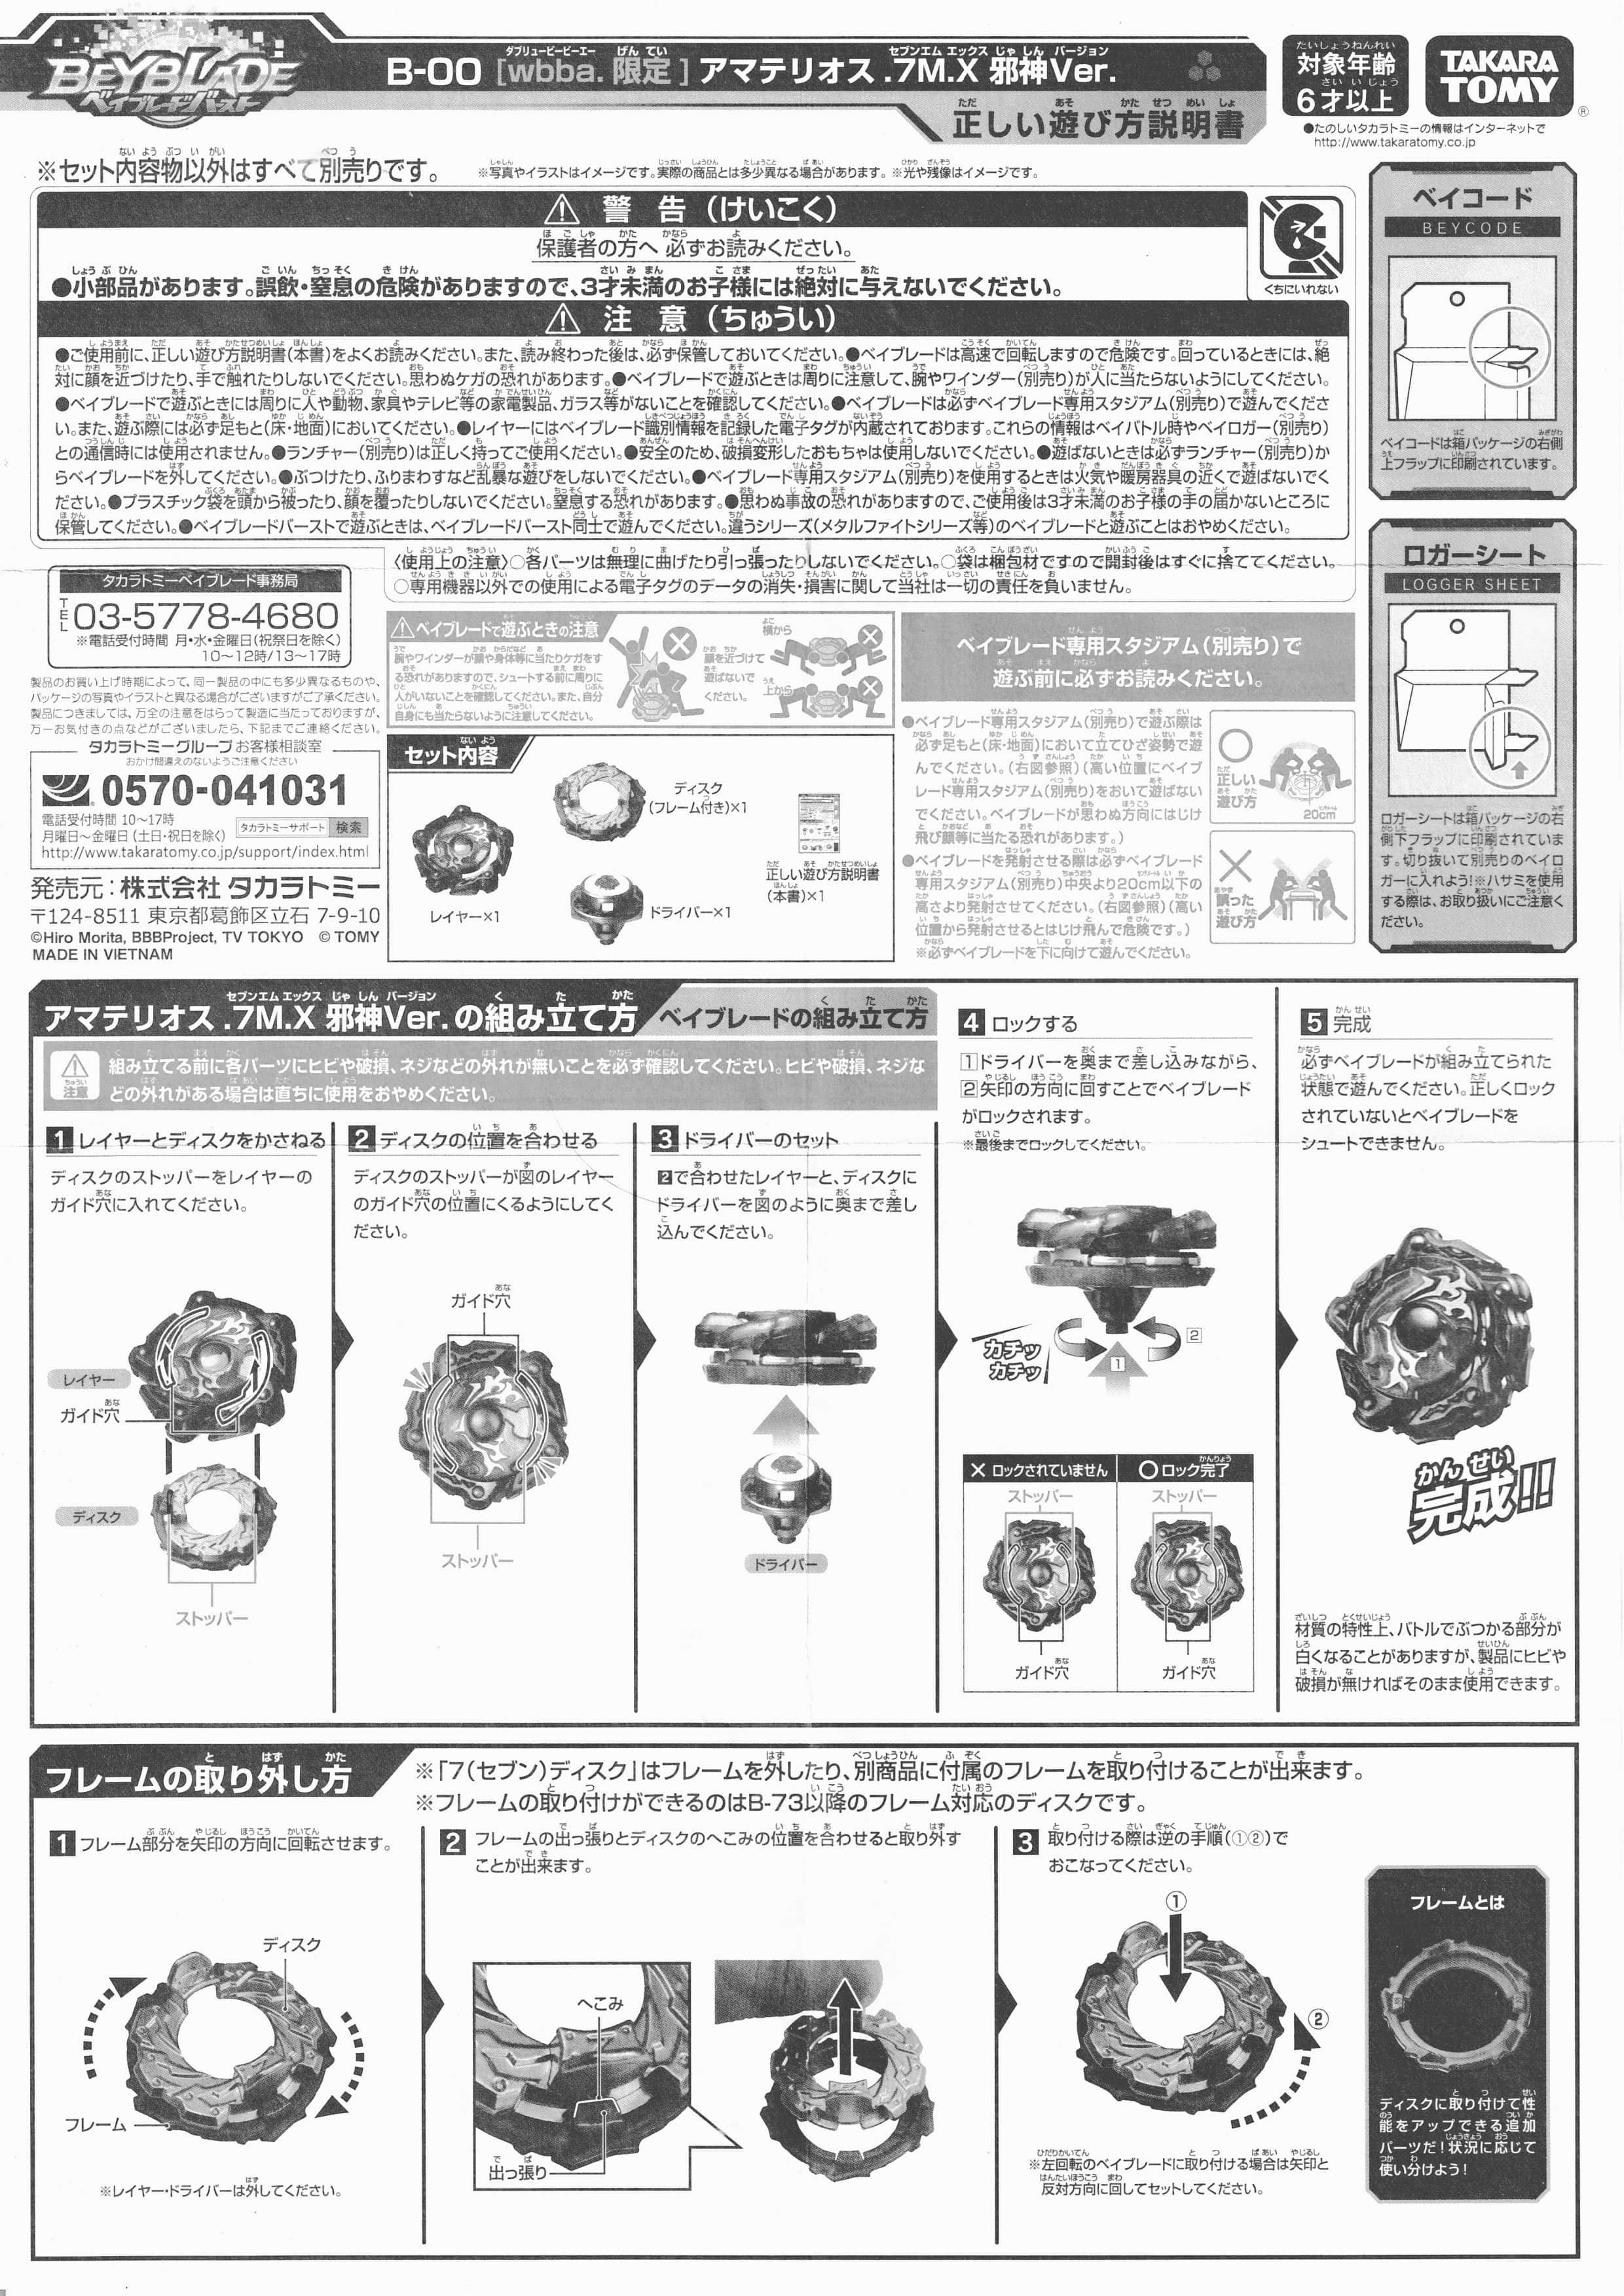 BEYBLADE
ベイブレードバースト
B-00 [wbba. 限定] アマテリオス .7M.X 邪神Ver.
正しい遊び方説明書
対象年齢
6才以上
TAKARA
TOMY
●たのしいタカラトミーの情報はインターネットで
http://www.takaratomy.co.jp
※セット内容物以外はすべて別売りです。
※写真やイラストはイメージです。実際の商品とは多少異なる場合があります。※光や残像はイメージです。
警 告（けいこく）
保護者の方へ 必ずお読みください。
●小部品があります。誤飲・窒息の危険がありますので、3才未満のお子様には絶対に与えないでください。
くちにいれない
注 意（ちゅうい）
●ご使用前に、正しい遊び方説明書(本書)をよくお読みください。また、読み終わった後は、必ず保管しておいてください。●ベイブレードは高速で回転しますので危険です。回っているときには、絶
対に顔を近づけたり、手で触れたりしないでください。思わぬケガの恐れがあります。●ベイブレードで遊ぶときは周りに注意して、腕やワインダー(別売り)が人に当たらないようにしてください。
●ベイブレードで遊ぶときには周りに人や動物、家具やテレビ等の家電製品、ガラス等がないことを確認してください。●ベイブレードは必ずベイブレード専用スタジアム(別売り)で遊んでくださ
い。また、遊ぶ際には必ず足もと(床・地面)においてください。●レイヤーにはベイブレード識別情報を記録した電子タグが内蔵されております。これらの情報はベイバトル時やベイロガー(別売り)
との通信時には使用されません。●ランチャー(別売り)は正しく持ってご使用ください。●安全のため、破損変形したおもちゃは使用しないでください。●遊ばないときは必ずランチャー(別売り)か
らベイブレードを外してください。●ぶつけたり、ふりまわすなど乱暴な遊びをしないでください。●ベイブレード専用スタジアム(別売り)を使用するときは火気や暖房器具の近くで遊ばないでく
ださい。●プラスチック袋を頭から被ったり、顔を覆ったりしないでください。窒息する恐れがあります。●思わぬ事故の恐れがありますので、ご使用後は3才未満のお子様の手の届かないところに
保管してください。●ベイブレードバーストで遊ぶときは、ベイブレードバースト同士で遊んでください。違うシリーズ(メタルファイトシリーズ等)のベイブレードと遊ぶことはおやめください。
〈使用上の注意〉○各パーツは無理に曲げたり引っ張ったりしないでください。○袋は梱包材ですので開封後はすぐに捨ててください。
○専用機器以外での使用による電子タグのデータの消失・損害に関して当社は一切の責任を負いません。
ベイコード
BEYCODE
ベイコードは箱パッケージの右側
上フラップに印刷されています。
ロガーシート
LOGGER SHEET
ロガーシートは箱パッケージの右
側下フラップに印刷されていま
す。切り抜いて別売りのベイロ
ガーに入れよう!※ハサミを使用
する際は、お取り扱いにご注意く
ださい。
タカラトミーベイブレード事務局
TEL 03-5778-4680
※電話受付時間 月・水・金曜日(祝祭日を除く)
10〜12時/13〜17時
製品のお買い上げ時期によって、同一製品の中にも多少異なるものや、
パッケージの写真やイラストと異なる場合がございますがご了承ください。
製品につきましては、万全の注意をはらって製造に当たっておりますが、
万一お気付きの点などがございましたら、下記までご連絡ください。
タカラトミーグループ お客様相談室
おかけ間違えのないようご注意ください
0570-041031
電話受付時間 10〜17時
月曜日〜金曜日(土日・祝日を除く)
タカラトミーサポート 検索
http://www.takaratomy.co.jp/support/index.html
発売元：株式会社 タカラトミー
〒124-8511 東京都葛飾区立石 7-9-10
©Hiro Morita, BBBProject, TV TOKYO © TOMY
MADE IN VIETNAM
ベイブレードで遊ぶときの注意
腕やワインダーが顔や身体等に当たりケガをす
る恐れがありますので、シュートする前に周りに
人がいないことを確認してください。また、自分
自身にも当たらないように注意してください。
顔を近づけて
遊ばないで
ください。
横から
上から
セット内容
レイヤー×1
ディスク
(フレーム付き)×1
ドライバー×1
正しい遊び方説明書
(本書)×1
ベイブレード専用スタジアム(別売り)で
遊ぶ前に必ずお読みください。
●ベイブレード専用スタジアム(別売り)で遊ぶ際は
必ず足もと(床・地面)において立てひざ姿勢で遊
んでください。(右図参照)(高い位置にベイブ
レード専用スタジアム(別売り)をおいて遊ばない
でください。ベイブレードが思わぬ方向にはじけ
飛び顔等に当たる恐れがあります。)
●ベイブレードを発射させる際は必ずベイブレード
専用スタジアム(別売り)中央より20cm以下の
高さより発射させてください。(右図参照)(高い
位置から発射させるとはじけ飛んで危険です。)
※必ずベイブレードを下に向けて遊んでください。
正しい
遊び方
20cm
誤った
遊び方
アマテリオス .7M.X 邪神Ver. の組み立て方
ベイブレードの組み立て方
注意
組み立てる前に各パーツにヒビや破損、ネジなどの外れが無いことを必ず確認してください。ヒビや破損、ネジな
どの外れがある場合は直ちに使用をおやめください。
1 レイヤーとディスクをかさねる
ディスクのストッパーをレイヤーの
ガイド穴に入れてください。
レイヤー
ガイド穴
ディスク
ストッパー
2 ディスクの位置を合わせる
ディスクのストッパーが図のレイヤー
のガイド穴の位置にくるようにしてく
ださい。
ガイド穴
ストッパー
3 ドライバーのセット
2で合わせたレイヤーと、ディスクに
ドライバーを図のように奥まで差し
込んでください。
ドライバー
4 ロックする
1ドライバーを奥まで差し込みながら、
2矢印の方向に回すことでベイブレード
がロックされます。
※最後までロックしてください。
カチッ
カチッ
1
2
× ロックされていません
○ ロック完了
ストッパー
ストッパー
ガイド穴
ガイド穴
5 完成
必ずベイブレードが組み立てられた
状態で遊んでください。正しくロック
されていないとベイブレードを
シュートできません。
かんせい
完成!!
材質の特性上、バトルでぶつかる部分が
白くなることがありますが、製品にヒビや
破損が無ければそのまま使用できます。
フレームの取り外し方
※「7(セブン)ディスク」はフレームを外したり、別商品に付属のフレームを取り付けることが出来ます。
※フレームの取り付けができるのはB-73以降のフレーム対応のディスクです。
1 フレーム部分を矢印の方向に回転させます。
ディスク
フレーム
※レイヤー・ドライバーは外してください。
2 フレームの出っ張りとディスクのへこみの位置を合わせると取り外す
ことが出来ます。
へこみ
出っ張り
3 取り付ける際は逆の手順(①②)で
おこなってください。
①
②
※左回転のベイブレードに取り付ける場合は矢印と
反対方向に回してセットしてください。
フレームとは
ディスクに取り付けて性
能をアップできる追加
パーツだ!状況に応じて
使い分けよう!